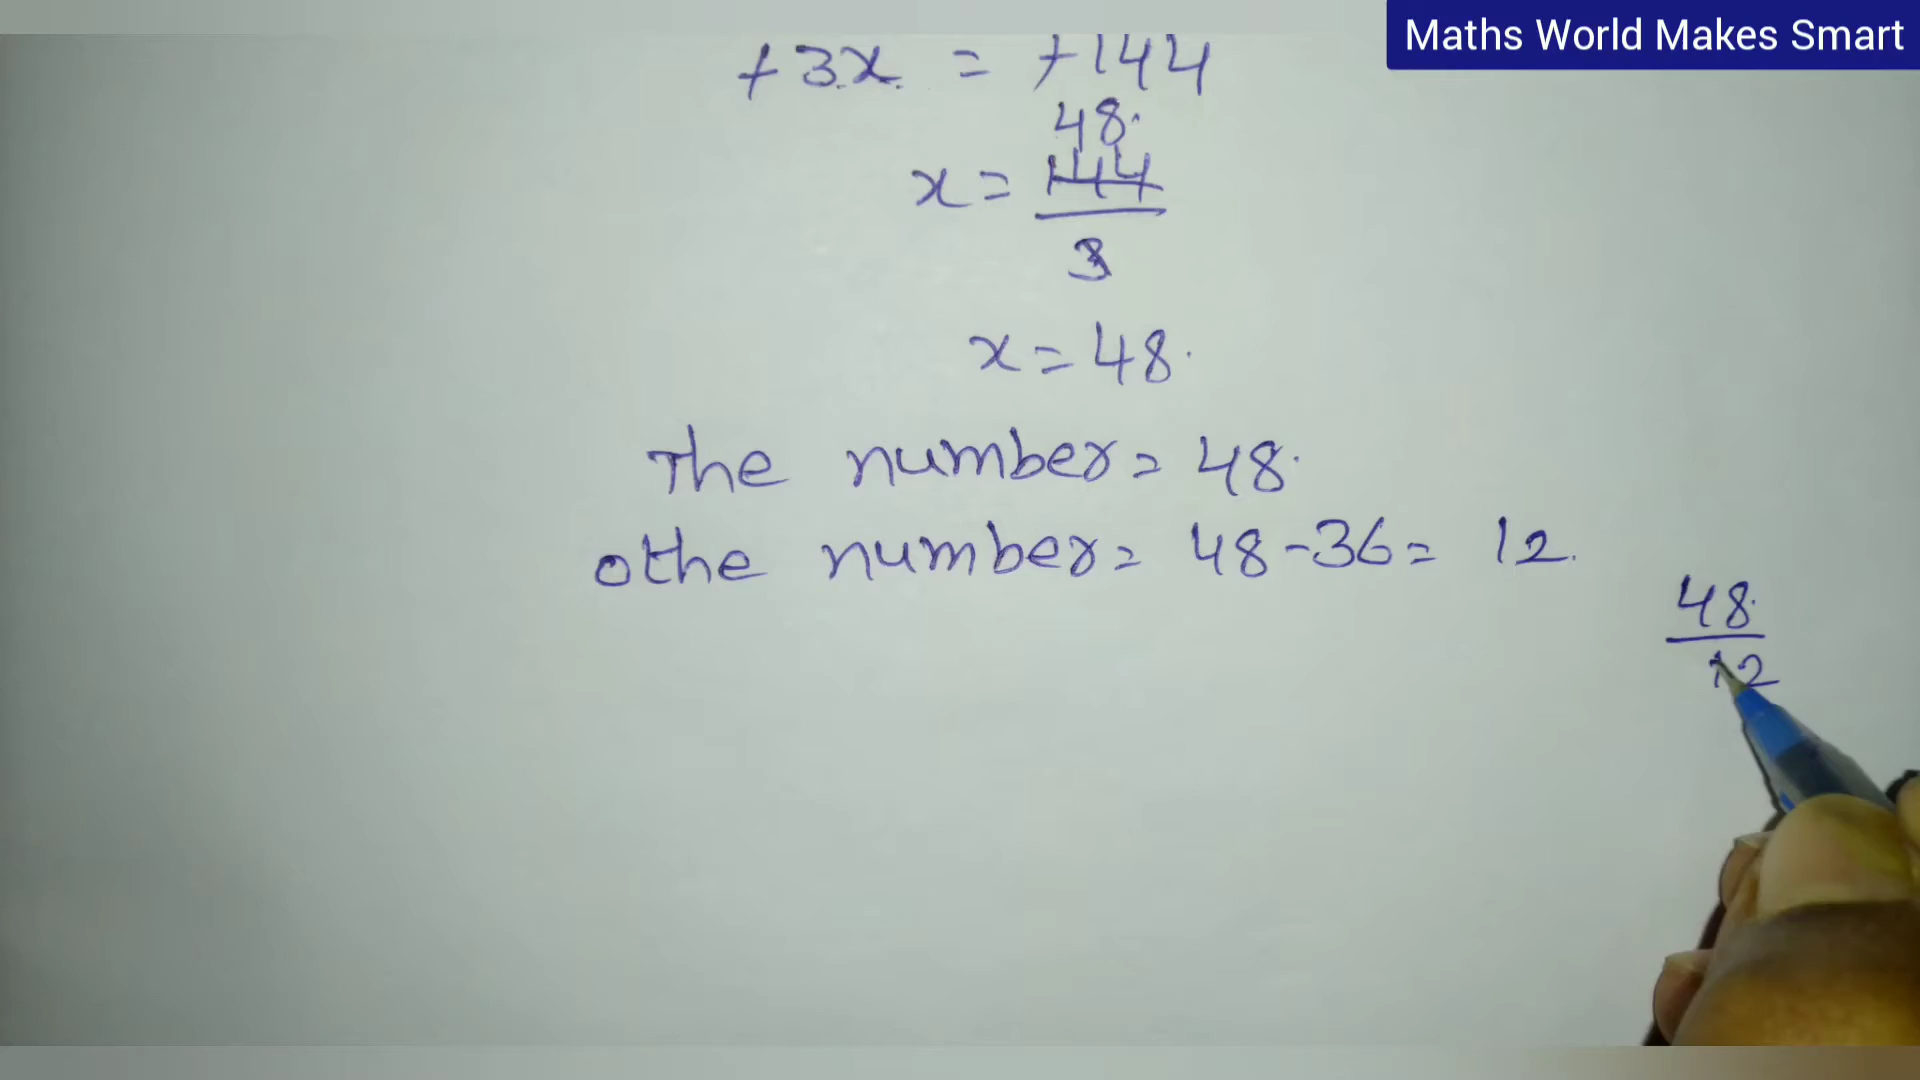 Maths World Makes Smart
+3x = +144
48.
x = 144
3
x = 48.
The number = 48.
othe number = 48 - 36 = 12.
48.
12